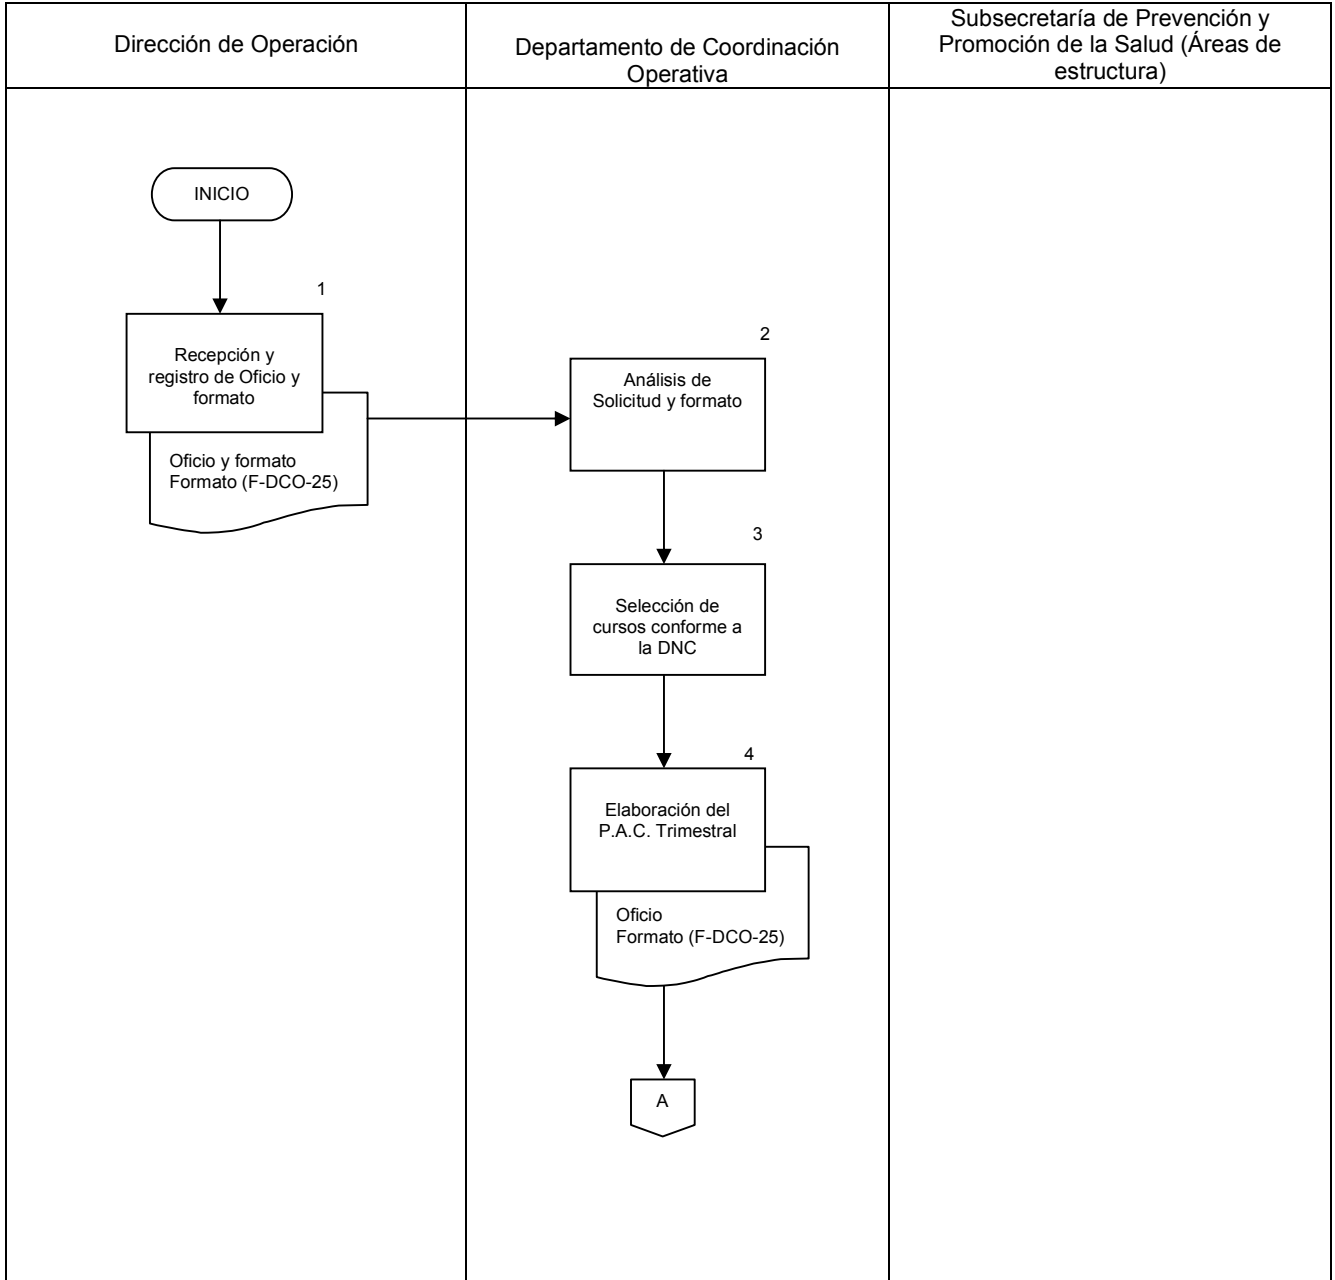 Dirección de Operación
Departamento de Coordinación
Operativa
Subsecretaría de Prevención y
Promoción de la Salud (Áreas de
estructura)
INICIO
1
Recepción y
registro de Oficio y
formato
Oficio y formato
Formato (F-DCO-25)
2
Análisis de
Solicitud y formato
3
Selección de
cursos conforme a
la DNC
4
Elaboración del
P.A.C. Trimestral
Oficio
Formato (F-DCO-25)
A